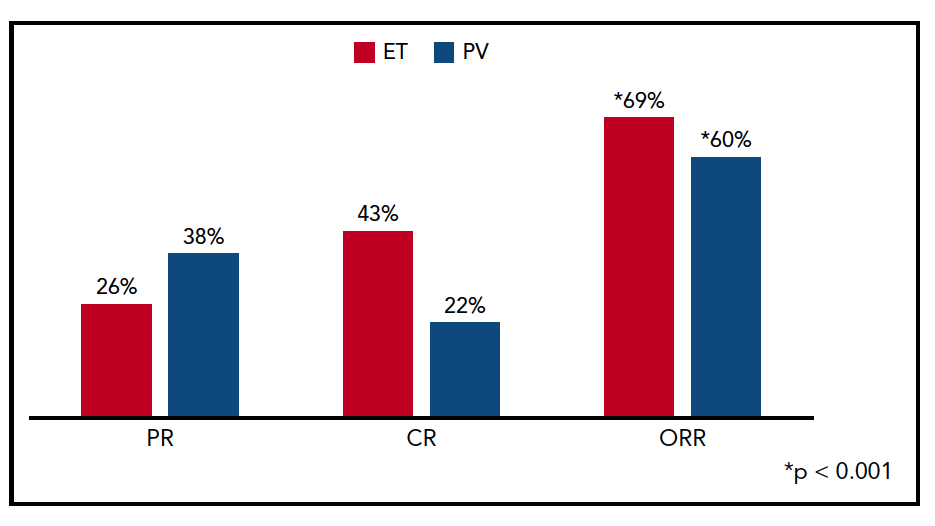 ET PV
*69%
*60%
43%
38%
26%
22%
PR CR ORR
*p < 0.001